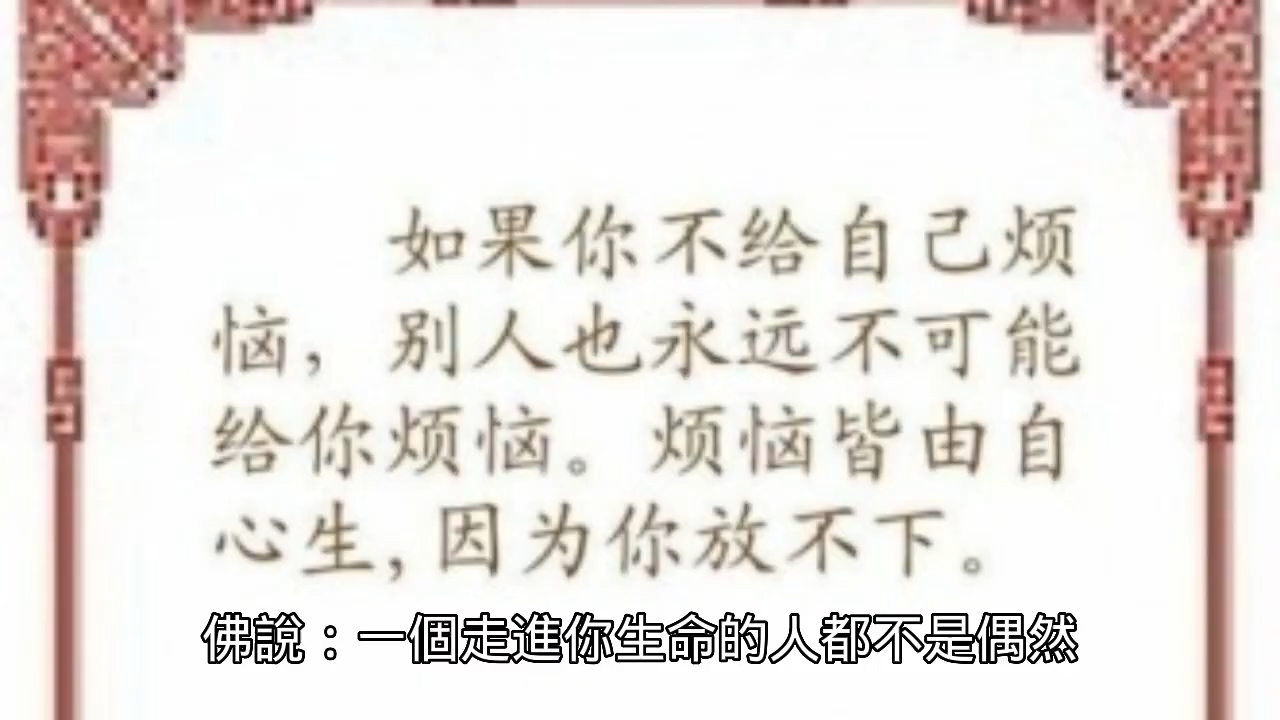 如果你不给自己烦
恼，别人也永远不可能
给你烦恼。烦恼皆由自
心生，因为你放不下。
佛說：一個走進你生命的人都不是偶然